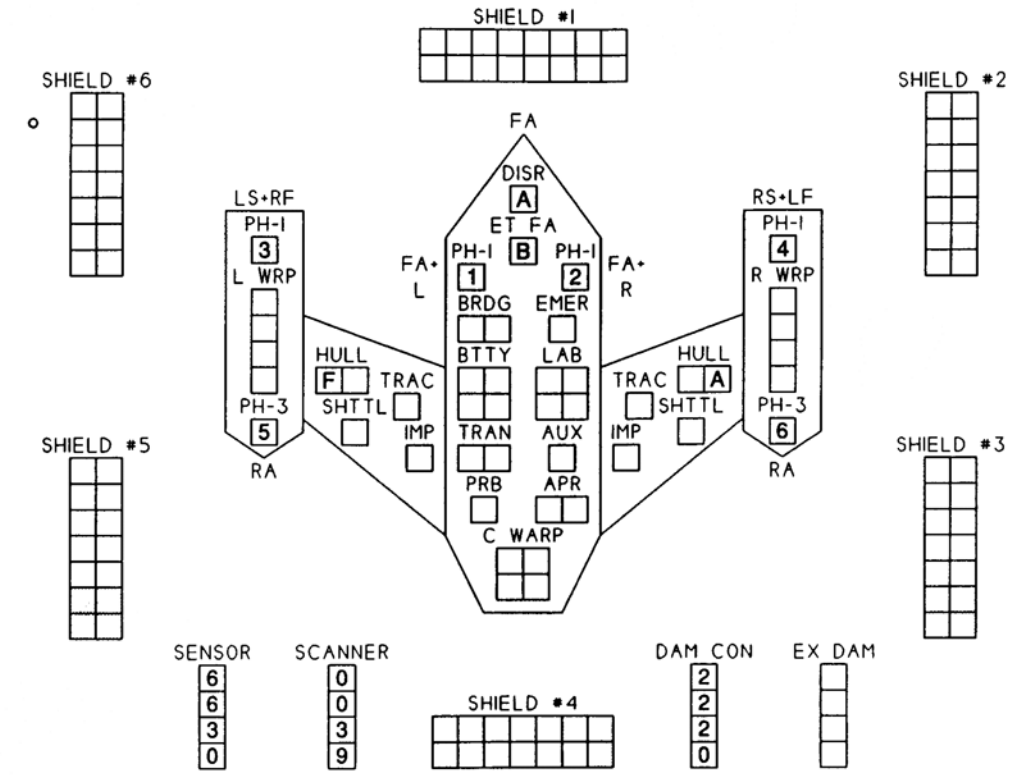 SHIELD #1
SHIELD #6
SHIELD #2
FA
DISR
A
ET FA
B
LS+RF
PH-1
3
L WRP
RS+LF
PH-1
4
R WRP
FA+
L
PH-1
1
PH-1
2
FA+
R
BRDG
EMER
BTTY
LAB
HULL
F
TRAC
SHTTL
IMP
HULL
A
TRAC
SHTTL
IMP
PH-3
5
RA
PH-3
6
RA
TRAN
AUX
PRB
APR
C WARP
SHIELD #5
SHIELD #3
SENSOR
6
6
3
0
SCANNER
0
0
3
9
SHIELD #4
DAM CON
2
2
2
0
EX DAM